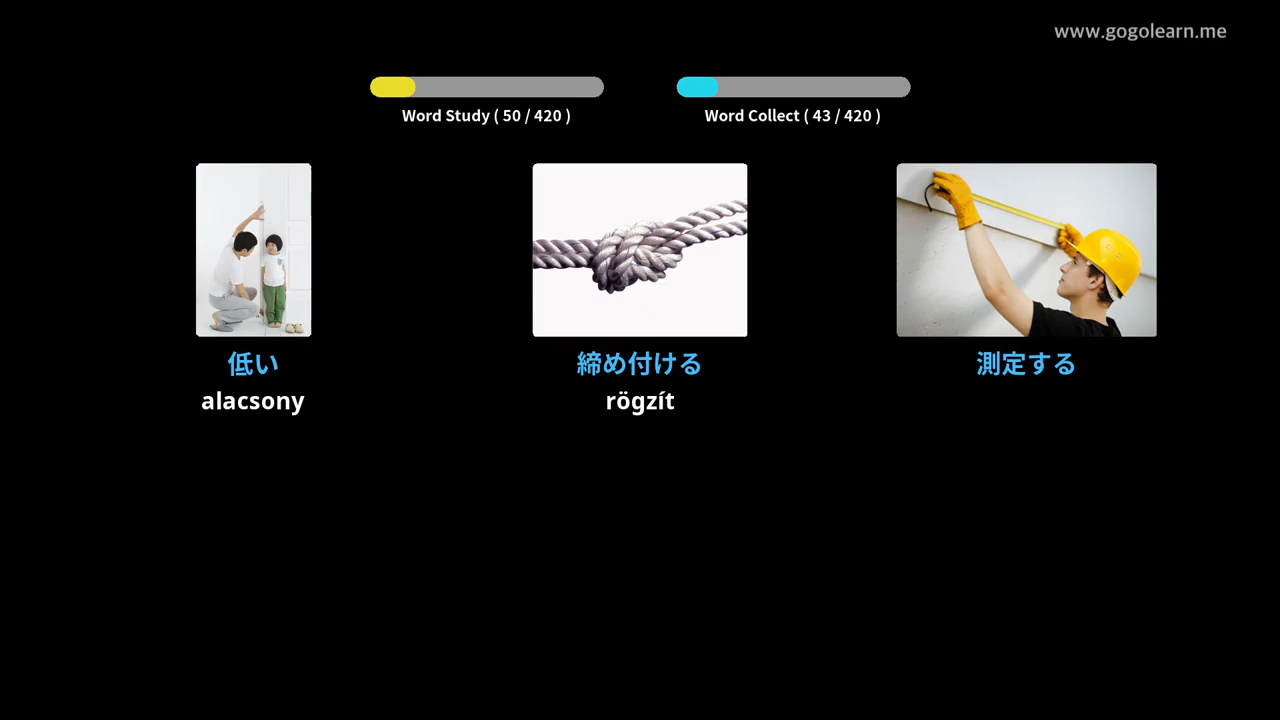 www.gogolearn.me
Word Study ( 50 / 420 )
Word Collect ( 43 / 420 )
低い
alacsony
締め付ける
rögzít
測定する